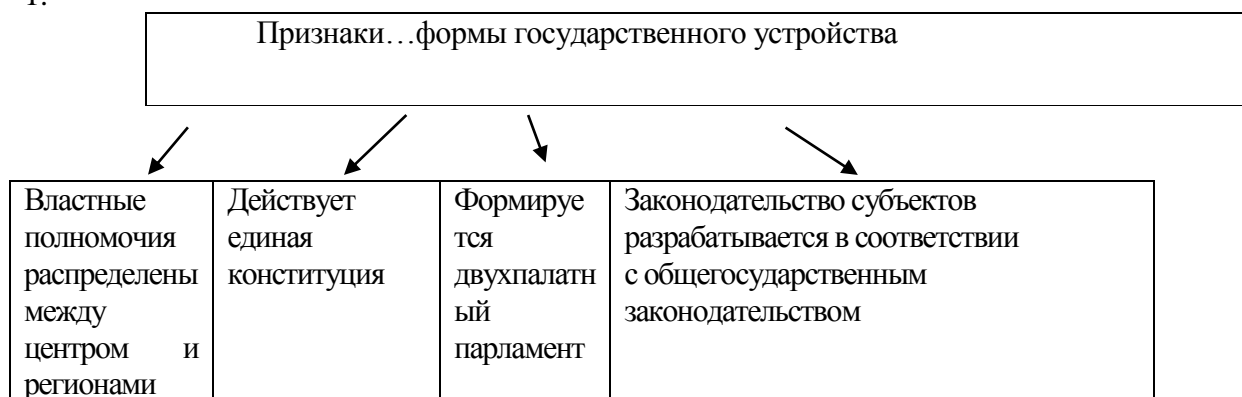 1.
Признаки…формы государственного устройства
Властные
полномочия
распределены
между
центром и
регионами
Действует
единая
конституция
Формируе
тся
двухпалатн
ый
парламент
Законодательство субъектов
разрабатывается в соответствии
с общегосударственным
законодательством